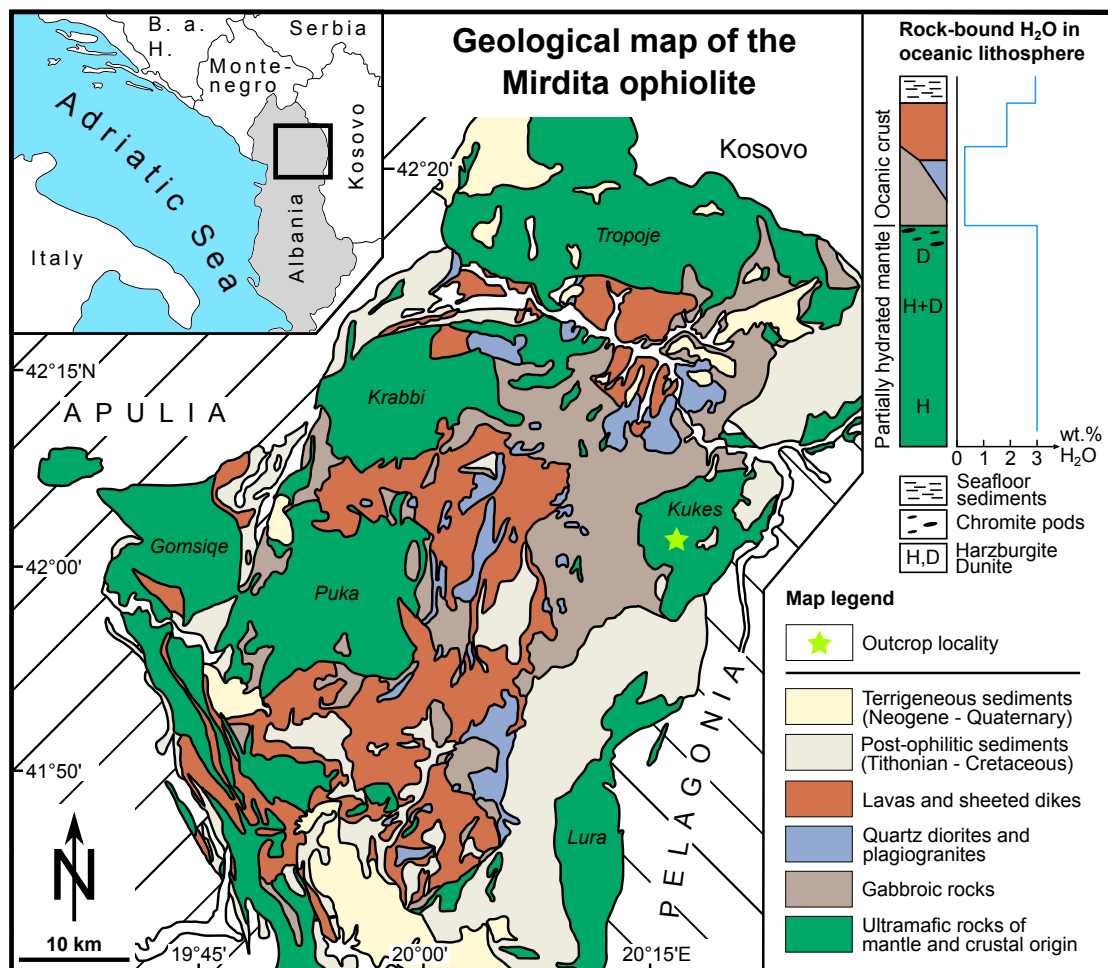 Geological map of the
Mirdita ophiolite
B. a.
H.
Serbia
Monte-
negro
Kosovo
Adriatic Sea
Albania
Italy
Kosovo
42°20'
42°15'N
42°00'
41°50'
APULIA
PELAGONIA
Tropoje
Krabbi
Kukes
Gomsiqe
Puka
Lura
N
10 km
19°45'
20°00'
20°15'E
Rock-bound H₂O in
oceanic lithosphere
Partially hydrated mantle
Ocanic crust
D
H+D
H
0 1 2 3
wt.%
H₂O
Seafloor
sediments
Chromite pods
H,D
Harzburgite
Dunite
Map legend
Outcrop locality
Terrigeneous sediments
(Neogene - Quaternary)
Post-ophilitic sediments
(Tithonian - Cretaceous)
Lavas and sheeted dikes
Quartz diorites and
plagiogranites
Gabbroic rocks
Ultramafic rocks of
mantle and crustal origin